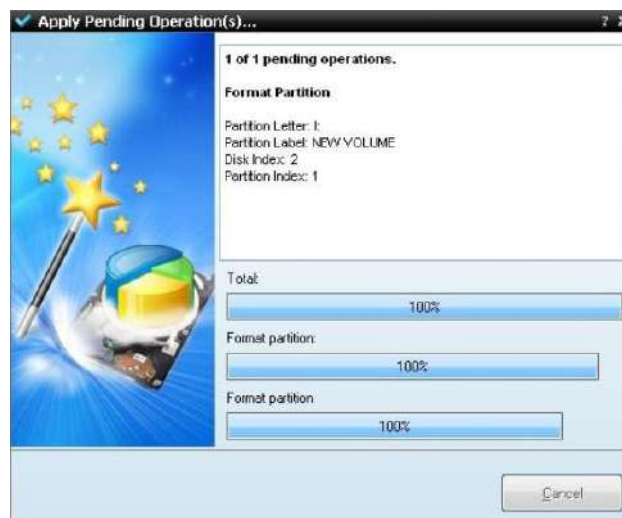 Apply Pending Operation(s)...
1 of 1 pending operations.
Format Partition
Partition Letter: I:
Partition Label: NEW VOLUME
Disk Index: 2
Partition Index: 1
Total:
100%
Format partition:
100%
Format partition
100%
Cancel